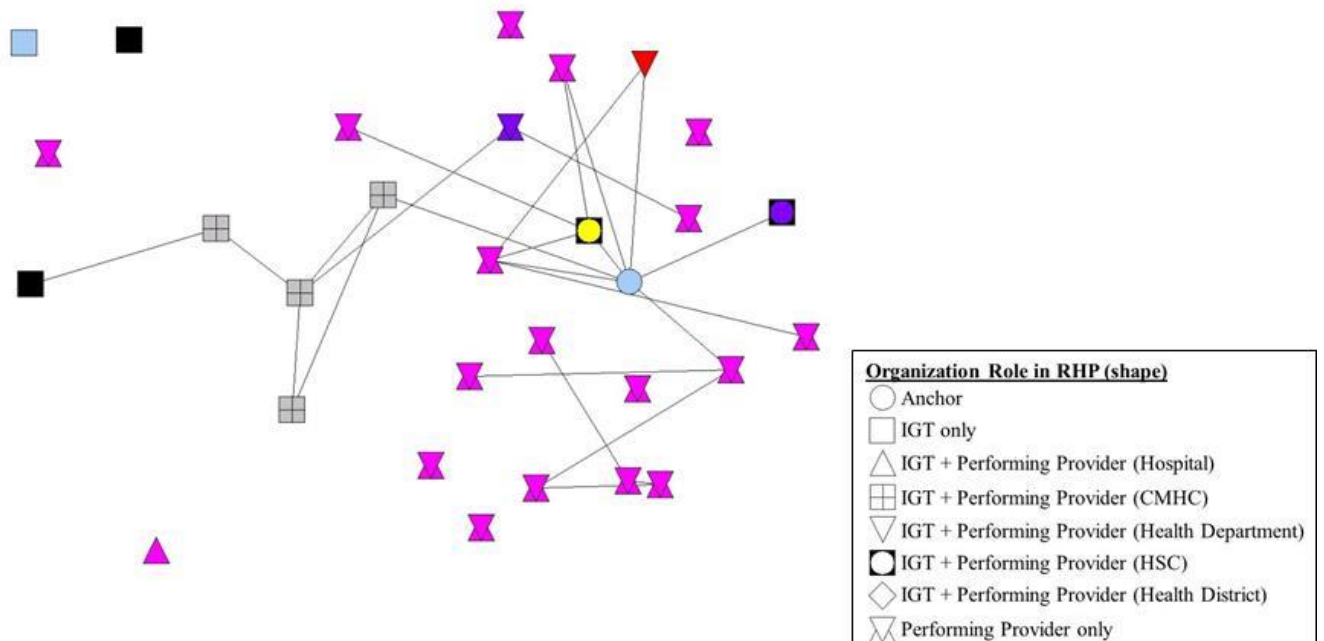 Organization Role in RHP (shape)
Anchor
IGT only
IGT + Performing Provider (Hospital)
IGT + Performing Provider (CMHC)
IGT + Performing Provider (Health Department)
IGT + Performing Provider (HSC)
IGT + Performing Provider (Health District)
Performing Provider only